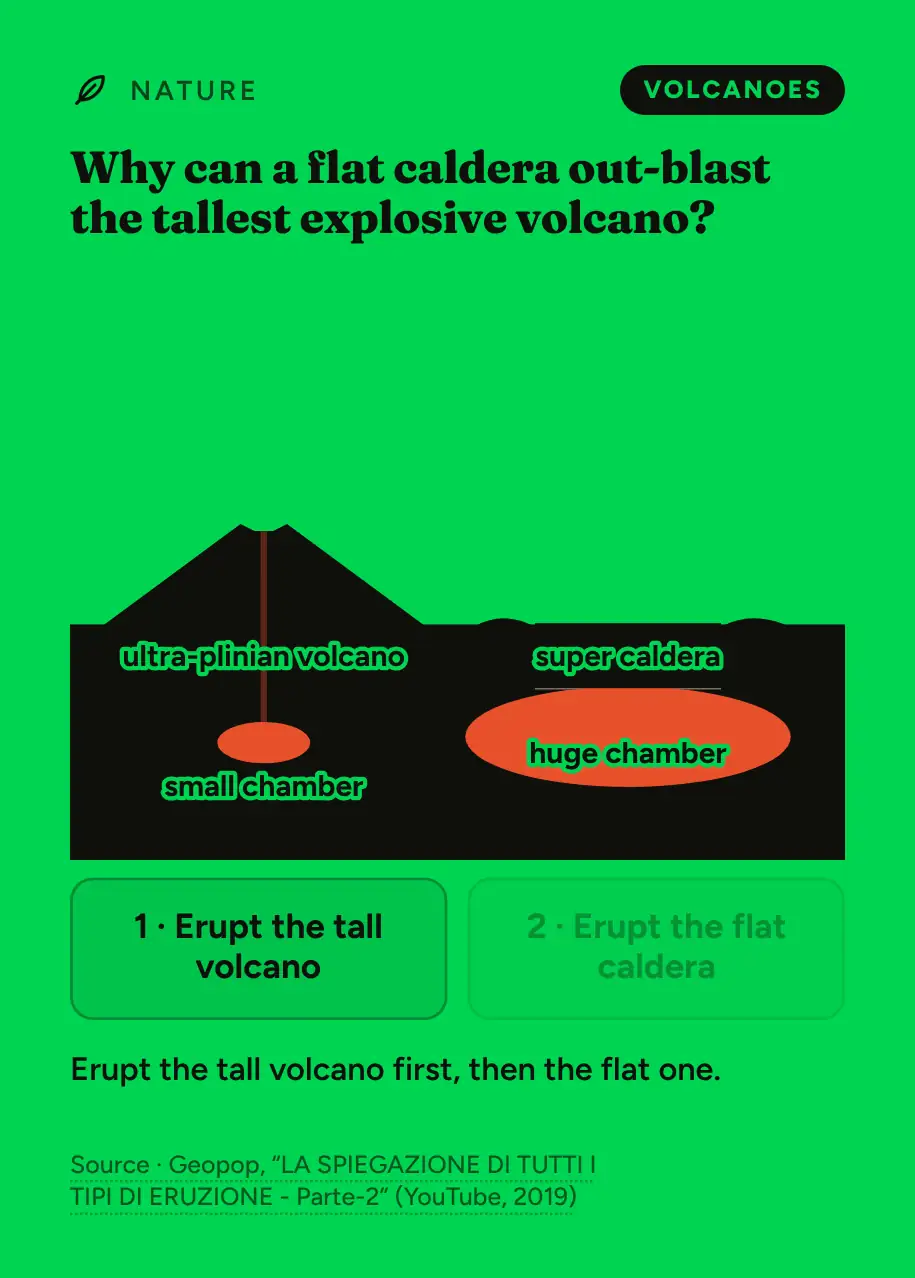 NATURE
VOLCANOES
Why can a flat caldera out-blast
the tallest explosive volcano?
ultra-plinian volcano
super caldera
huge chamber
small chamber
1 · Erupt the tall
volcano
2 · Erupt the flat
caldera
Erupt the tall volcano first, then the flat one.
Source · Geopop, “LA SPIEGAZIONE DI TUTTI I
TIPI DI ERUZIONE - Parte-2” (YouTube, 2019)